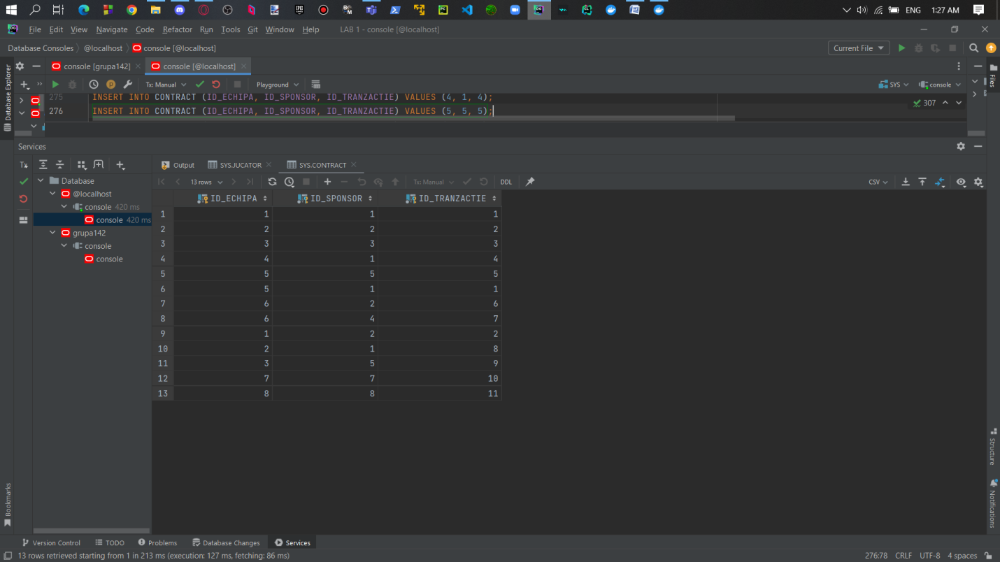 ENG 1:27 AM
File Edit View Navigate Code Refactor Run Tools Git Window Help LAB 1 - console [@localhost]
Database Consoles @localhost console [@localhost] Current File
console [grupa142] console [@localhost]
Tx: Manual Playground SYS console
275 INSERT INTO CONTRACT (ID_ECHIPA, ID_SPONSOR, ID_TRANZACTIE) VALUES (4, 1, 4);
276 INSERT INTO CONTRACT (ID_ECHIPA, ID_SPONSOR, ID_TRANZACTIE) VALUES (5, 5, 5);
307
Database Explorer
Files
Services
Tx
Output SYS.JUCATOR SYS.CONTRACT
Database
@localhost
console 420 ms
console 420 ms
grupa142
console
console
13 rows Tx: Manual DDL CSV
ID_ECHIPA ID_SPONSOR ID_TRANZACTIE
1 1 1 1
2 2 2 2
3 3 3 3
4 4 1 4
5 5 5 5
6 5 1 1
7 6 2 6
8 6 4 7
9 1 2 2
10 2 1 8
11 3 5 9
12 7 7 10
13 8 8 11
Structure
Notifications
Bookmarks
Version Control TODO Problems Database Changes Services
13 rows retrieved starting from 1 in 213 ms (execution: 127 ms, fetching: 86 ms) 276:78 CRLF UTF-8 4 spaces